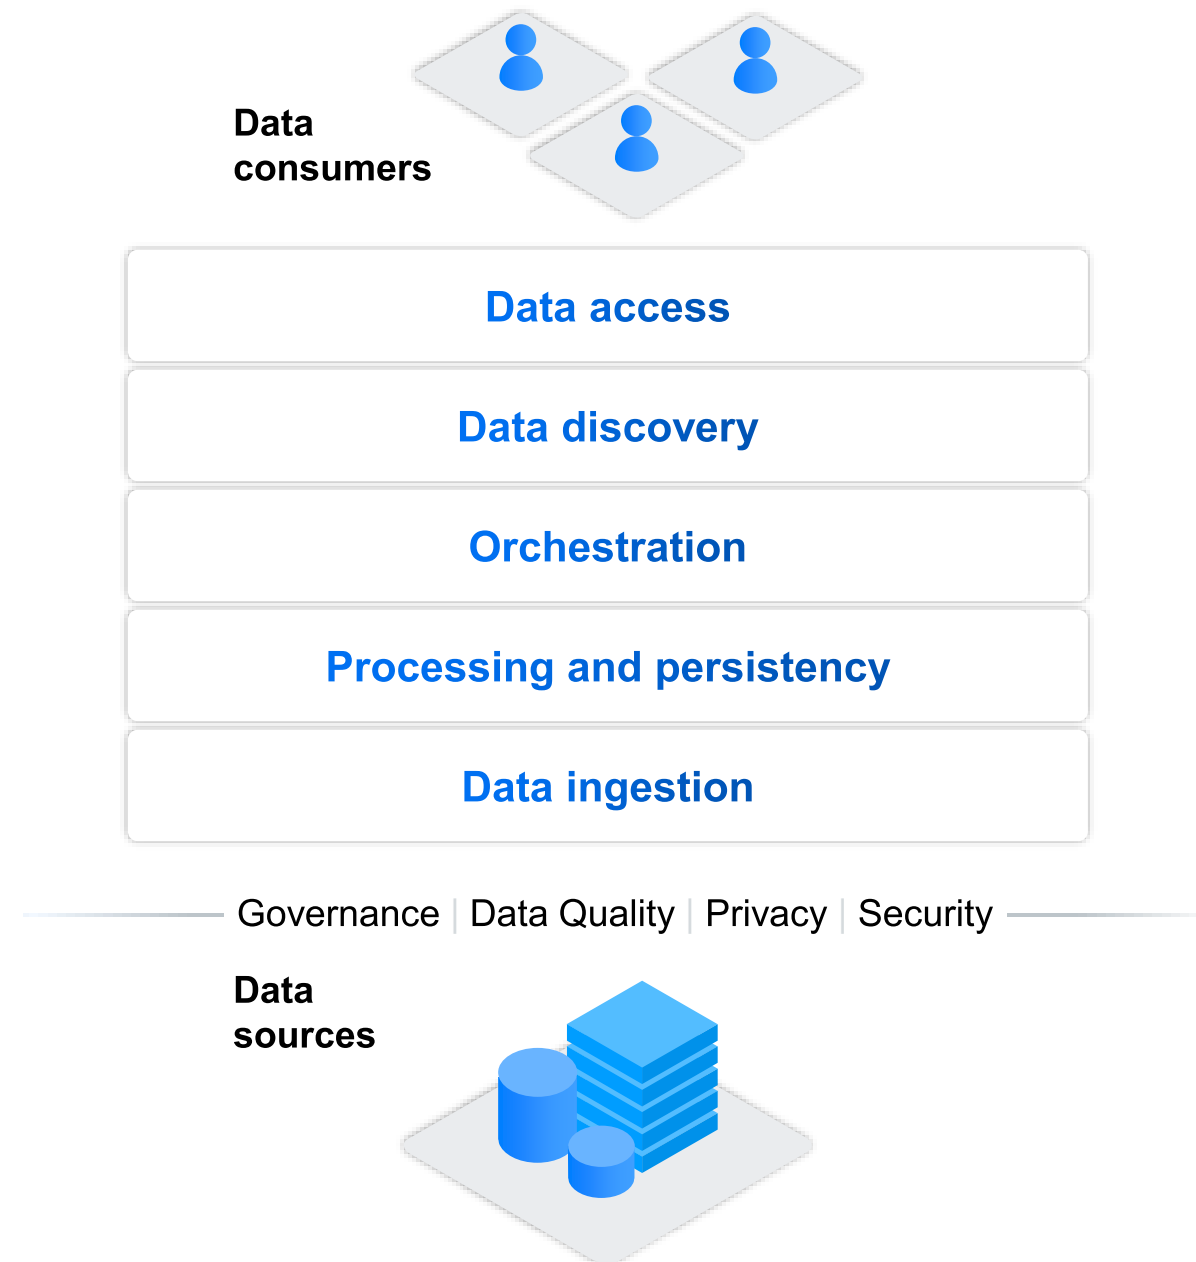 Data
consumers
Data access
Data discovery
Orchestration
Processing and persistency
Data ingestion
Governance | Data Quality | Privacy | Security
Data
sources